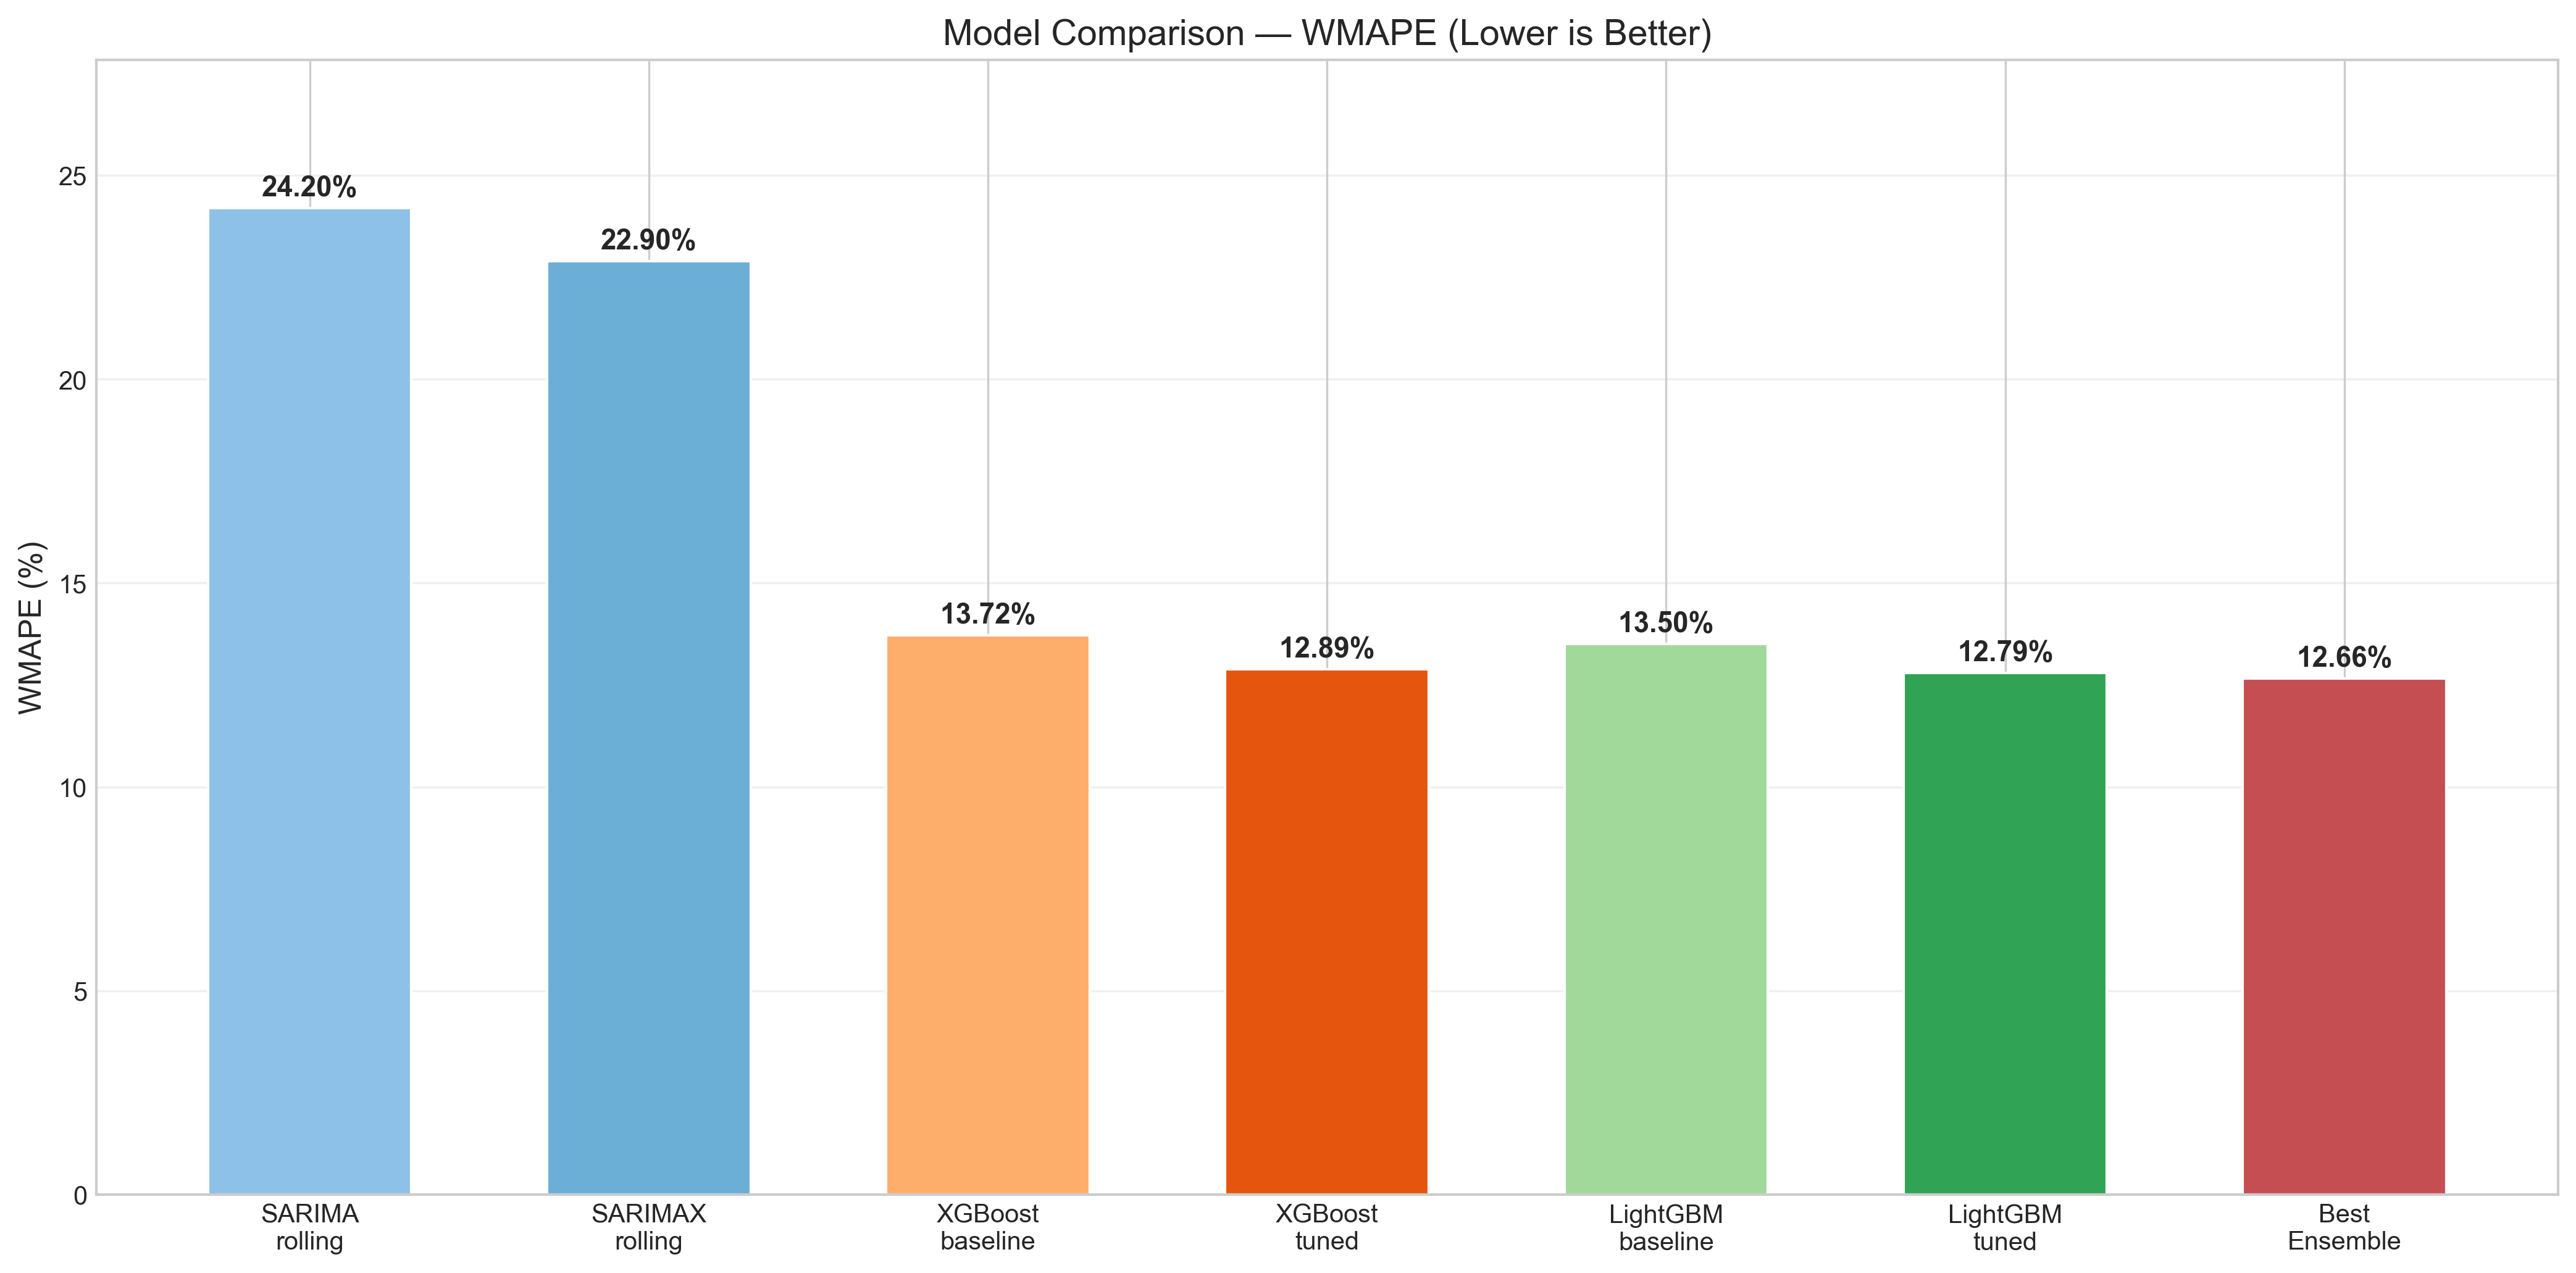 Model Comparison — WMAPE (Lower is Better)
WMAPE (%)
25
20
15
10
5
0
24.20%
22.90%
13.72%
12.89%
13.50%
12.79%
12.66%
SARIMA
rolling
SARIMAX
rolling
XGBoost
baseline
XGBoost
tuned
LightGBM
baseline
LightGBM
tuned
Best
Ensemble